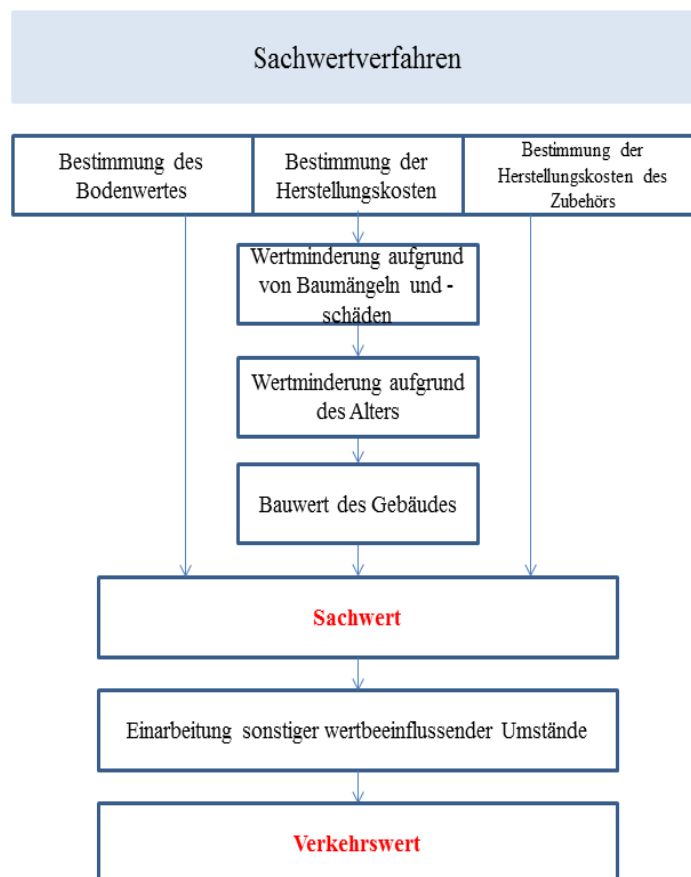 Sachwertverfahren
Bestimmung des
Bodenwertes
Bestimmung der
Herstellungskosten
Bestimmung der
Herstellungskosten des
Zubehörs
Wertminderung aufgrund
von Baumängeln und -
schäden
Wertminderung aufgrund
des Alters
Bauwert des Gebäudes
Sachwert
Einarbeitung sonstiger wertbeeinflussender Umstände
Verkehrswert